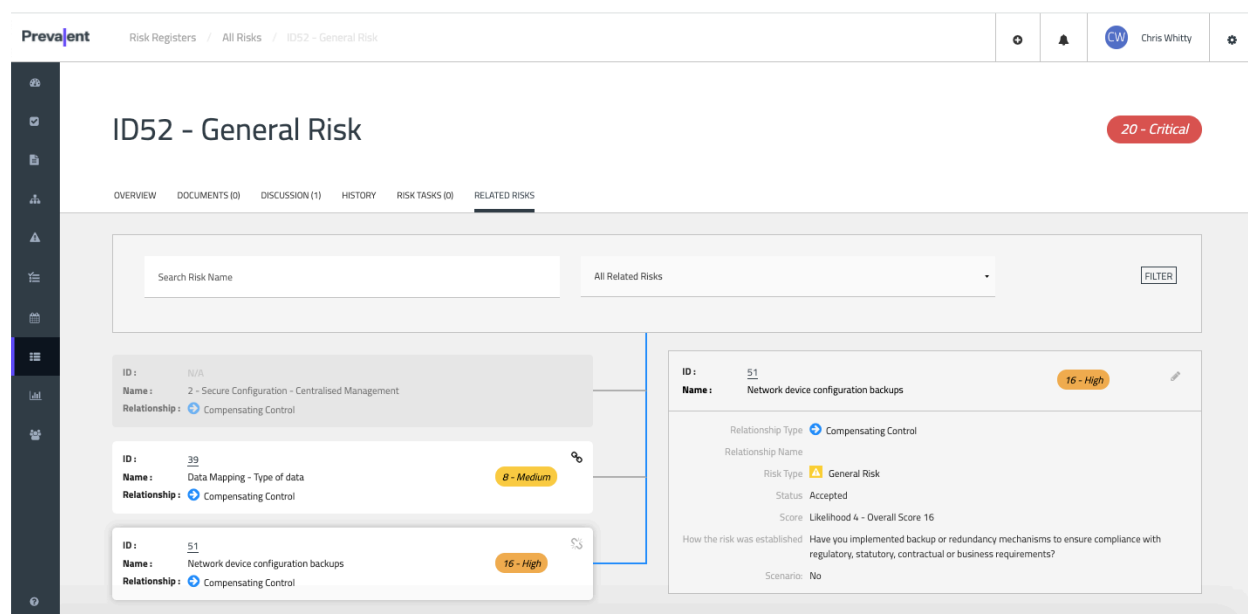 Prevalent
Risk Registers / All Risks / ID52 - General Risk
CW Chris Whitty
ID52 - General Risk
20 - Critical
OVERVIEW DOCUMENTS (0) DISCUSSION (1) HISTORY RISK TASKS (0) RELATED RISKS
Search Risk Name
All Related Risks
FILTER
ID : N/A
Name : 2 - Secure Configuration - Centralised Management
Relationship : Compensating Control
ID : 39
Name : Data Mapping - Type of data
8 - Medium
Relationship : Compensating Control
ID : 51
Name : Network device configuration backups
16 - High
Relationship : Compensating Control
ID : 51
Name : Network device configuration backups
16 - High
Relationship Type Compensating Control
Relationship Name
Risk Type General Risk
Status Accepted
Score Likelihood 4 - Overall Score 16
How the risk was established Have you implemented backup or redundancy mechanisms to ensure compliance with
regulatory, statutory, contractual or business requirements?
Scenario: No